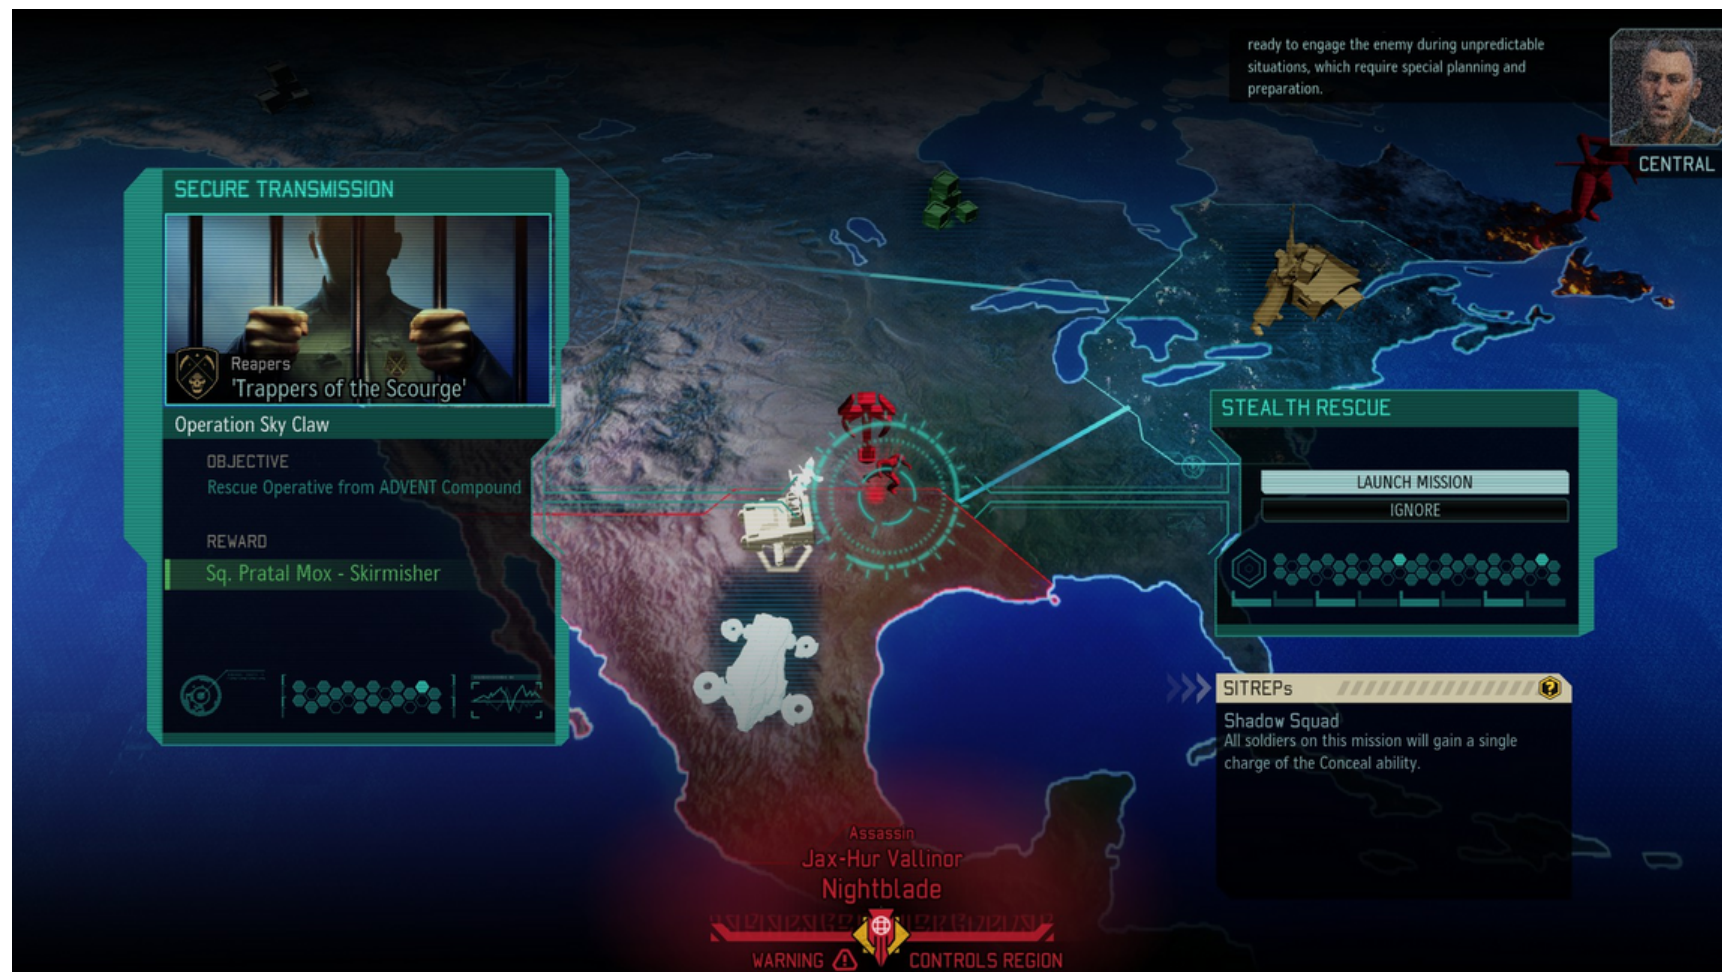 ready to engage the enemy during unpredictable
situations, which require special planning and
preparation.
CENTRAL
SECURE TRANSMISSION
Reapers
'Trappers of the Scourge'
Operation Sky Claw
OBJECTIVE
Rescue Operative from ADVENT Compound
REWARD
Sq. Pratal Mox - Skirmisher
STEALTH RESCUE
LAUNCH MISSION
IGNORE
SITREPs
Shadow Squad
All soldiers on this mission will gain a single
charge of the Conceal ability.
Assassin
Jax-Hur Vallinor
Nightblade
WARNING CONTROLS REGION